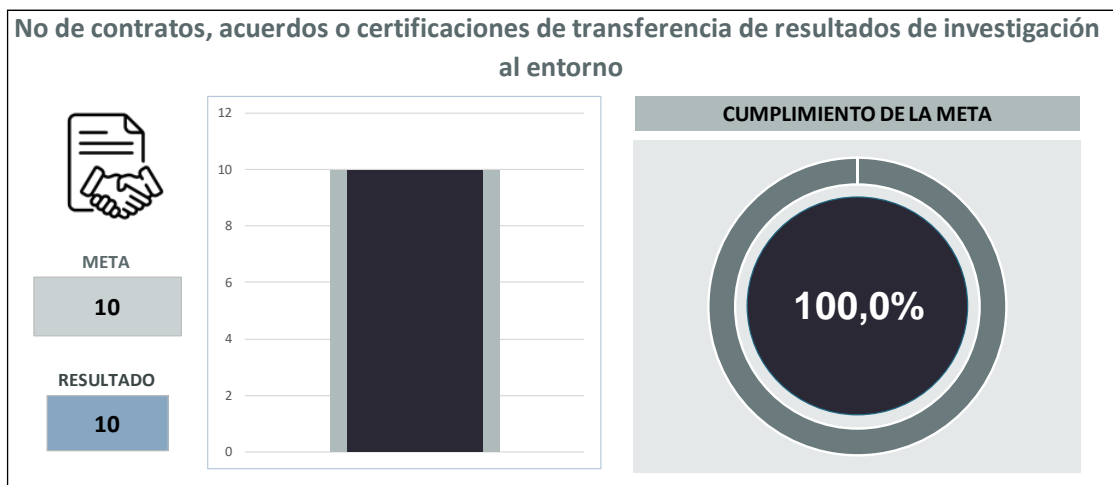 No de contratos, acuerdos o certificaciones de transferencia de resultados de investigación
al entorno
META
10
RESULTADO
10
12
10
8
6
4
2
0
CUMPLIMIENTO DE LA META
100,0%